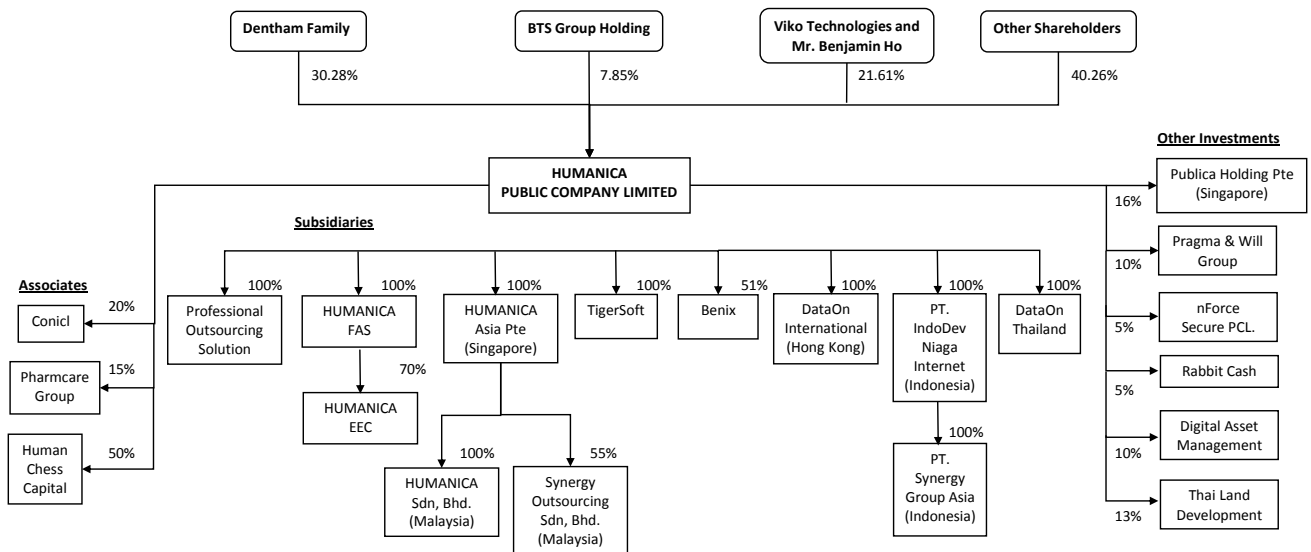 Dentham Family
BTS Group Holding
Viko Technologies and
Mr. Benjamin Ho
Other Shareholders
30.28%
7.85%
21.61%
40.26%
HUMANICA
PUBLIC COMPANY LIMITED
Other Investments
Publica Holding Pte
(Singapore)
16%
Pragma & Will
Group
10%
nForce
Secure PCL.
5%
Rabbit Cash
5%
Digital Asset
Management
10%
Thai Land
Development
13%
Subsidiaries
100%
Professional
Outsourcing
Solution
100%
HUMANICA
FAS
70%
HUMANICA
EEC
100%
HUMANICA
Asia Pte
(Singapore)
100%
HUMANICA
Sdn, Bhd.
(Malaysia)
55%
Synergy
Outsourcing
Sdn, Bhd.
(Malaysia)
100%
TigerSoft
51%
Benix
100%
DataOn
International
(Hong Kong)
100%
PT.
IndoDev
Niaga
Internet
(Indonesia)
100%
PT.
Synergy
Group Asia
(Indonesia)
100%
DataOn
Thailand
Associates
20%
Conicl
15%
Pharmcare
Group
50%
Human
Chess
Capital